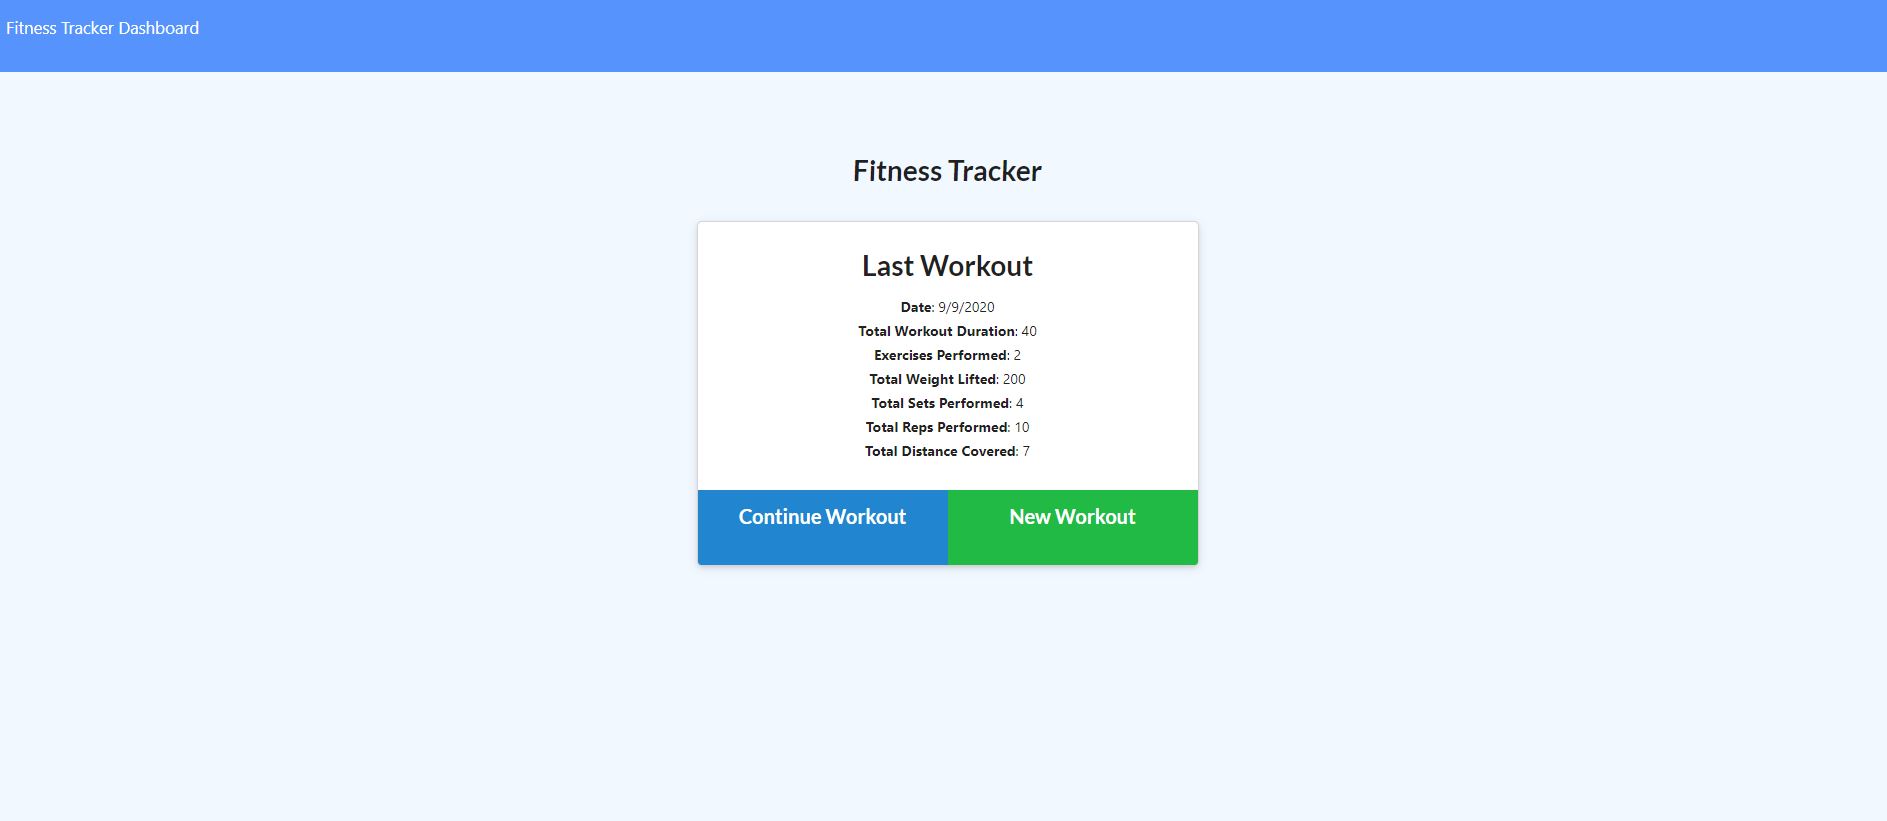 Fitness Tracker Dashboard
Fitness Tracker
Last Workout
Date: 9/9/2020
Total Workout Duration: 40
Exercises Performed: 2
Total Weight Lifted: 200
Total Sets Performed: 4
Total Reps Performed: 10
Total Distance Covered: 7
Continue Workout
New Workout